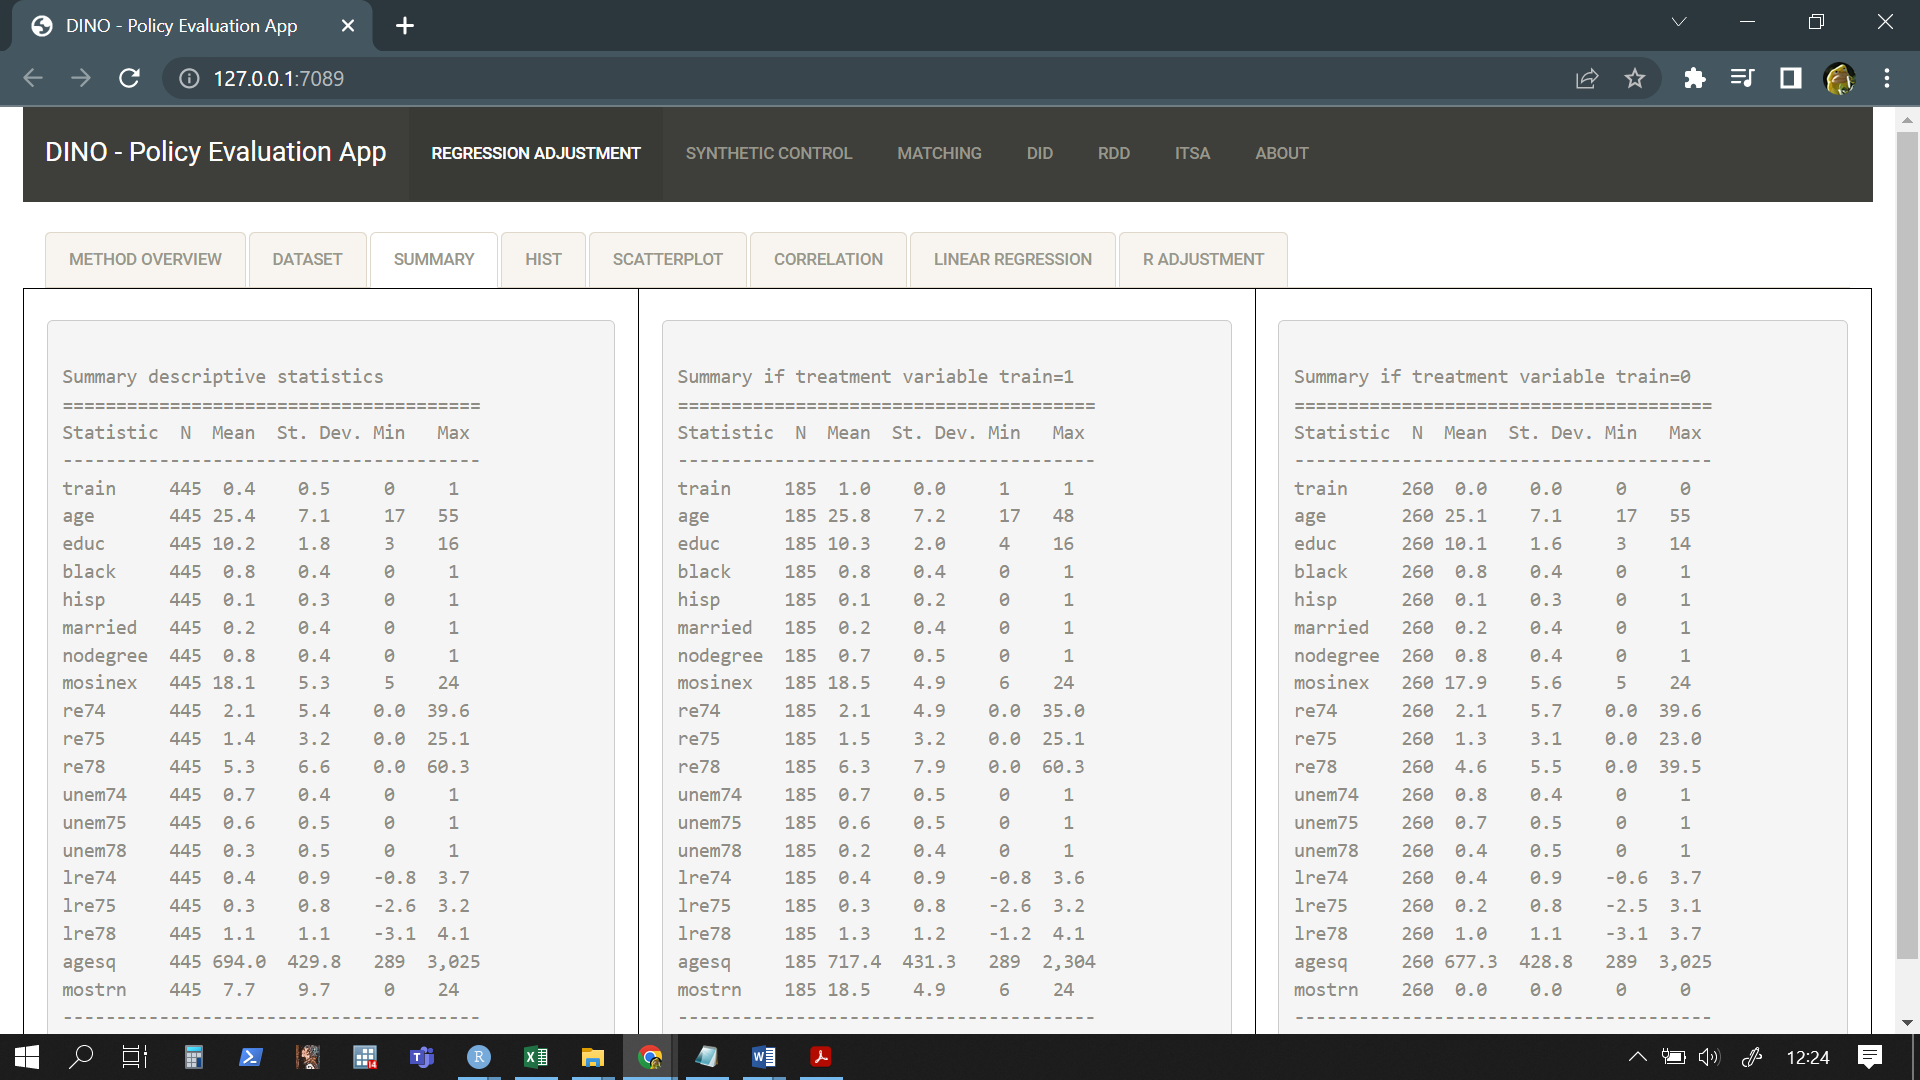 DINO - Policy Evaluation App
127.0.0.1:7089
DINO - Policy Evaluation App REGRESSION ADJUSTMENT SYNTHETIC CONTROL MATCHING DID RDD ITSA ABOUT
METHOD OVERVIEW DATASET SUMMARY HIST SCATTERPLOT CORRELATION LINEAR REGRESSION R ADJUSTMENT
Summary descriptive statistics
=======================================
Statistic N Mean St. Dev. Min Max
---------------------------------------
train 445 0.4 0.5 0 1
age 445 25.4 7.1 17 55
educ 445 10.2 1.8 3 16
black 445 0.8 0.4 0 1
hisp 445 0.1 0.3 0 1
married 445 0.2 0.4 0 1
nodegree 445 0.8 0.4 0 1
mosinex 445 18.1 5.3 5 24
re74 445 2.1 5.4 0.0 39.6
re75 445 1.4 3.2 0.0 25.1
re78 445 5.3 6.6 0.0 60.3
unem74 445 0.7 0.4 0 1
unem75 445 0.6 0.5 0 1
unem78 445 0.3 0.5 0 1
lre74 445 0.4 0.9 -0.8 3.7
lre75 445 0.3 0.8 -2.6 3.2
lre78 445 1.1 1.1 -3.1 4.1
agesq 445 694.0 429.8 289 3,025
mostrn 445 7.7 9.7 0 24
---------------------------------------
Summary if treatment variable train=1
=======================================
Statistic N Mean St. Dev. Min Max
---------------------------------------
train 185 1.0 0.0 1 1
age 185 25.8 7.2 17 48
educ 185 10.3 2.0 4 16
black 185 0.8 0.4 0 1
hisp 185 0.1 0.2 0 1
married 185 0.2 0.4 0 1
nodegree 185 0.7 0.5 0 1
mosinex 185 18.5 4.9 6 24
re74 185 2.1 4.9 0.0 35.0
re75 185 1.5 3.2 0.0 25.1
re78 185 6.3 7.9 0.0 60.3
unem74 185 0.7 0.5 0 1
unem75 185 0.6 0.5 0 1
unem78 185 0.2 0.4 0 1
lre74 185 0.4 0.9 -0.8 3.6
lre75 185 0.3 0.8 -2.6 3.2
lre78 185 1.3 1.2 -1.2 4.1
agesq 185 717.4 431.3 289 2,304
mostrn 185 18.5 4.9 6 24
---------------------------------------
Summary if treatment variable train=0
=======================================
Statistic N Mean St. Dev. Min Max
---------------------------------------
train 260 0.0 0.0 0 0
age 260 25.1 7.1 17 55
educ 260 10.1 1.6 3 14
black 260 0.8 0.4 0 1
hisp 260 0.1 0.3 0 1
married 260 0.2 0.4 0 1
nodegree 260 0.8 0.4 0 1
mosinex 260 17.9 5.6 5 24
re74 260 2.1 5.7 0.0 39.6
re75 260 1.3 3.1 0.0 23.0
re78 260 4.6 5.5 0.0 39.5
unem74 260 0.8 0.4 0 1
unem75 260 0.7 0.5 0 1
unem78 260 0.4 0.5 0 1
lre74 260 0.4 0.9 -0.6 3.7
lre75 260 0.2 0.8 -2.5 3.1
lre78 260 1.0 1.1 -3.1 3.7
agesq 260 677.3 428.8 289 3,025
mostrn 260 0.0 0.0 0 0
---------------------------------------
12:24